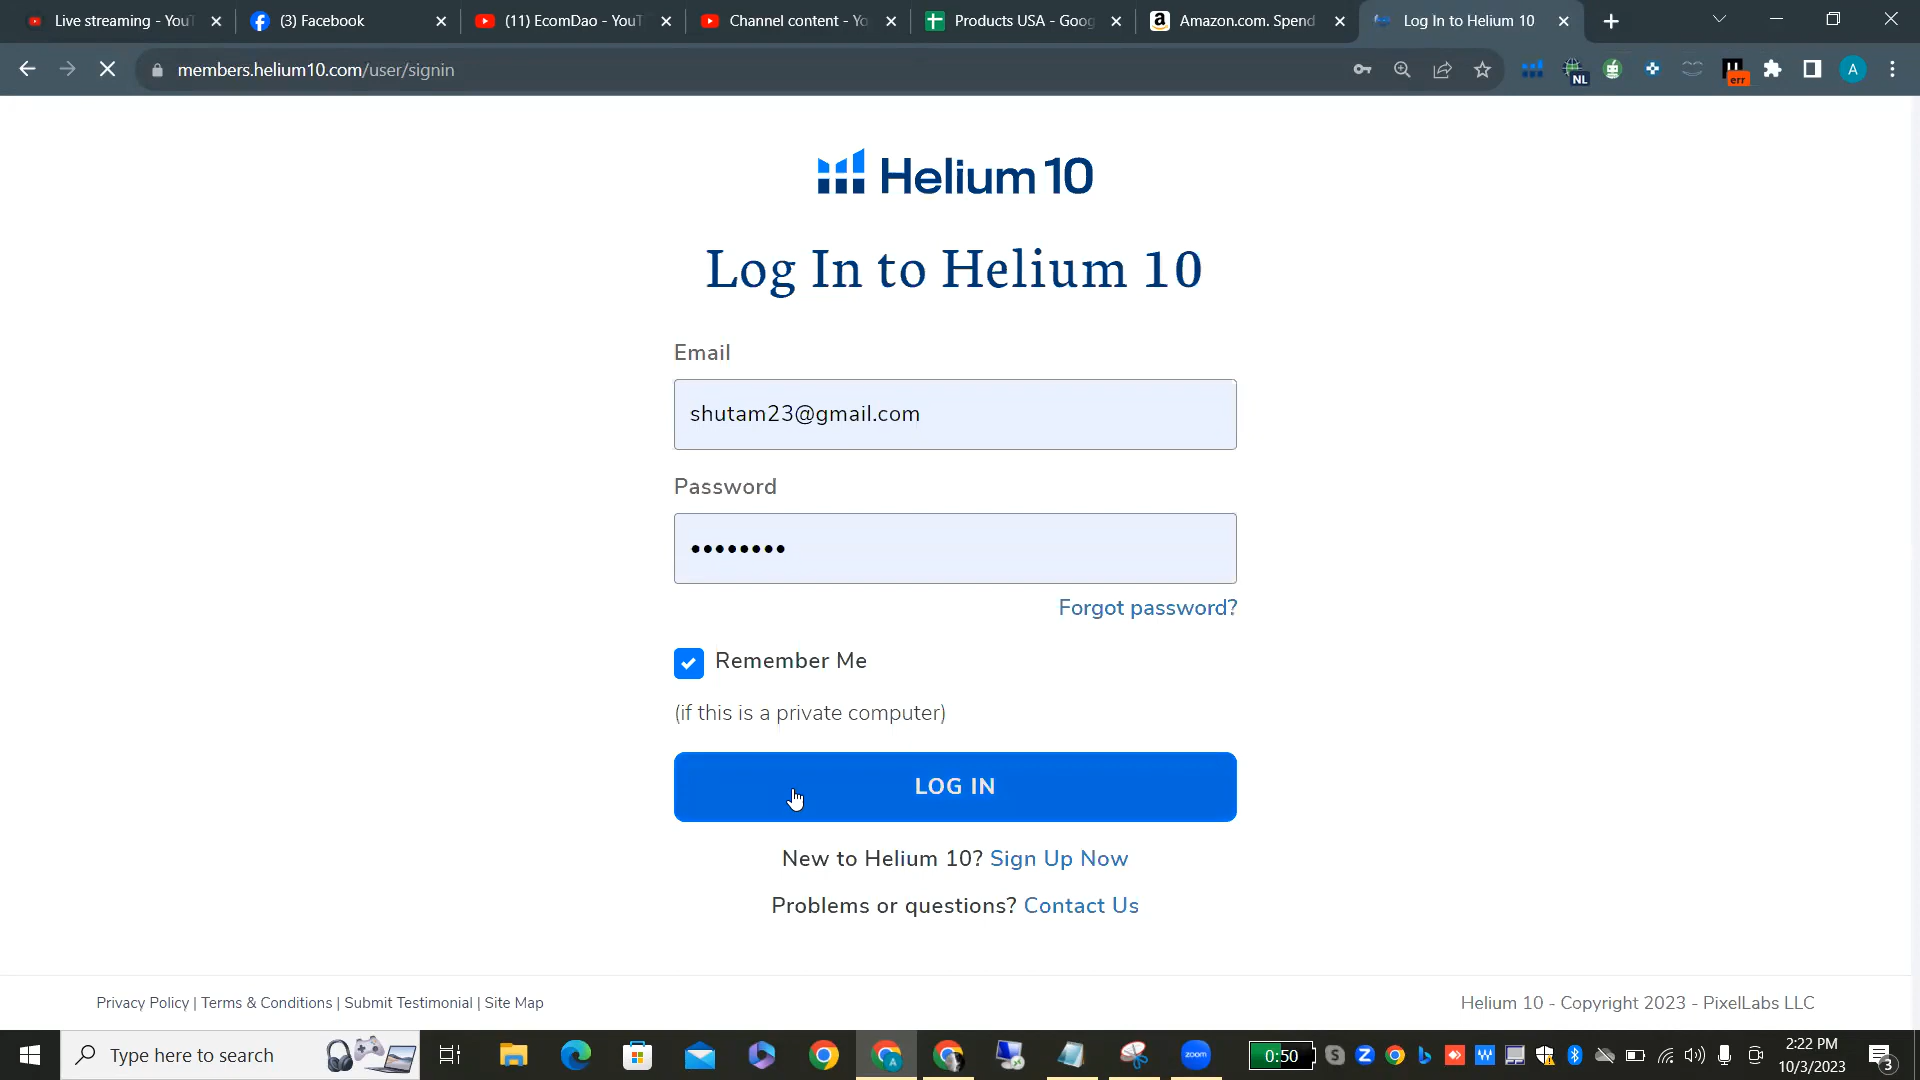 Live streaming - YouT
(3) Facebook
(11) EcomDao - YouT
Channel content - Yo
Products USA - Goog
Amazon.com. Spend
Log In to Helium 10
members.helium10.com/user/signin
NL
err
A
Helium 10
Log In to Helium 10
Email
shutam23@gmail.com
Password
Forgot password?
Remember Me
(if this is a private computer)
LOG IN
New to Helium 10? Sign Up Now
Problems or questions? Contact Us
Privacy Policy | Terms & Conditions | Submit Testimonial | Site Map
Helium 10 - Copyright 2023 - PixelLabs LLC
Type here to search
zoom
0:50
2:22 PM
10/3/2023
3